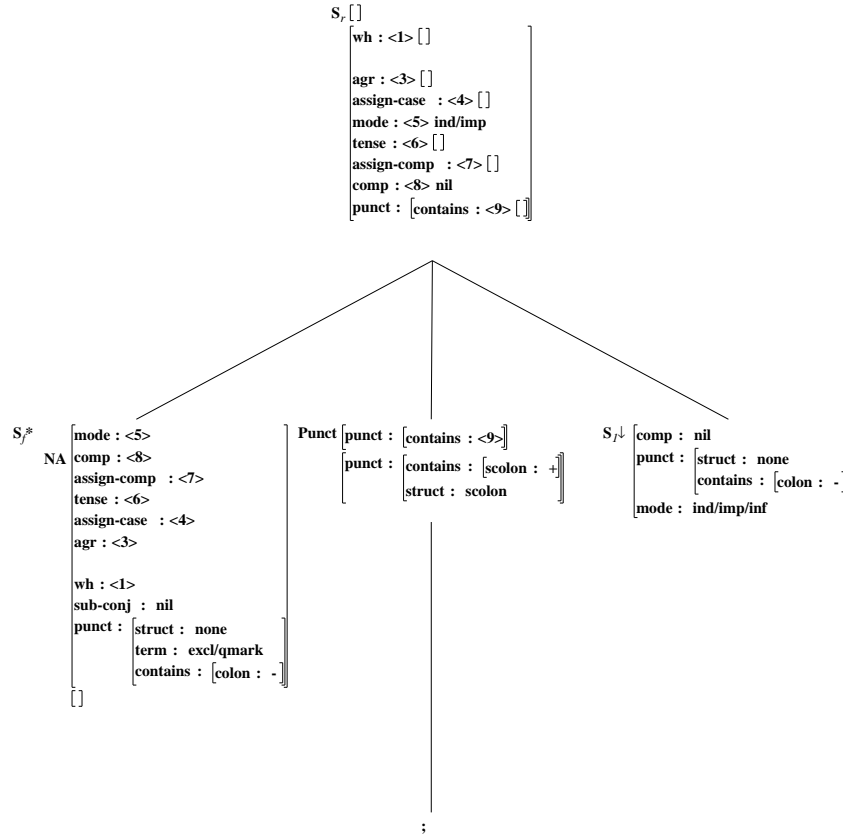 S_r []
wh : <1> []
agr : <3> []
assign-case : <4> []
mode : <5> ind/imp
tense : <6> []
assign-comp : <7> []
comp : <8> nil
punct : [contains : <9> []]
S_f* NA
mode : <5>
comp : <8>
assign-comp : <7>
tense : <6>
assign-case : <4>
agr : <3>
wh : <1>
sub-conj : nil
punct : [struct : none
term : excl/qmark
contains : [colon : -]]
[]
Punct [punct : [contains : <9>]]
[punct : [contains : [scolon : +]
struct : scolon]]
;
S_1↓ [comp : nil
punct : [struct : none
contains : [colon : -]]
mode : ind/imp/inf]